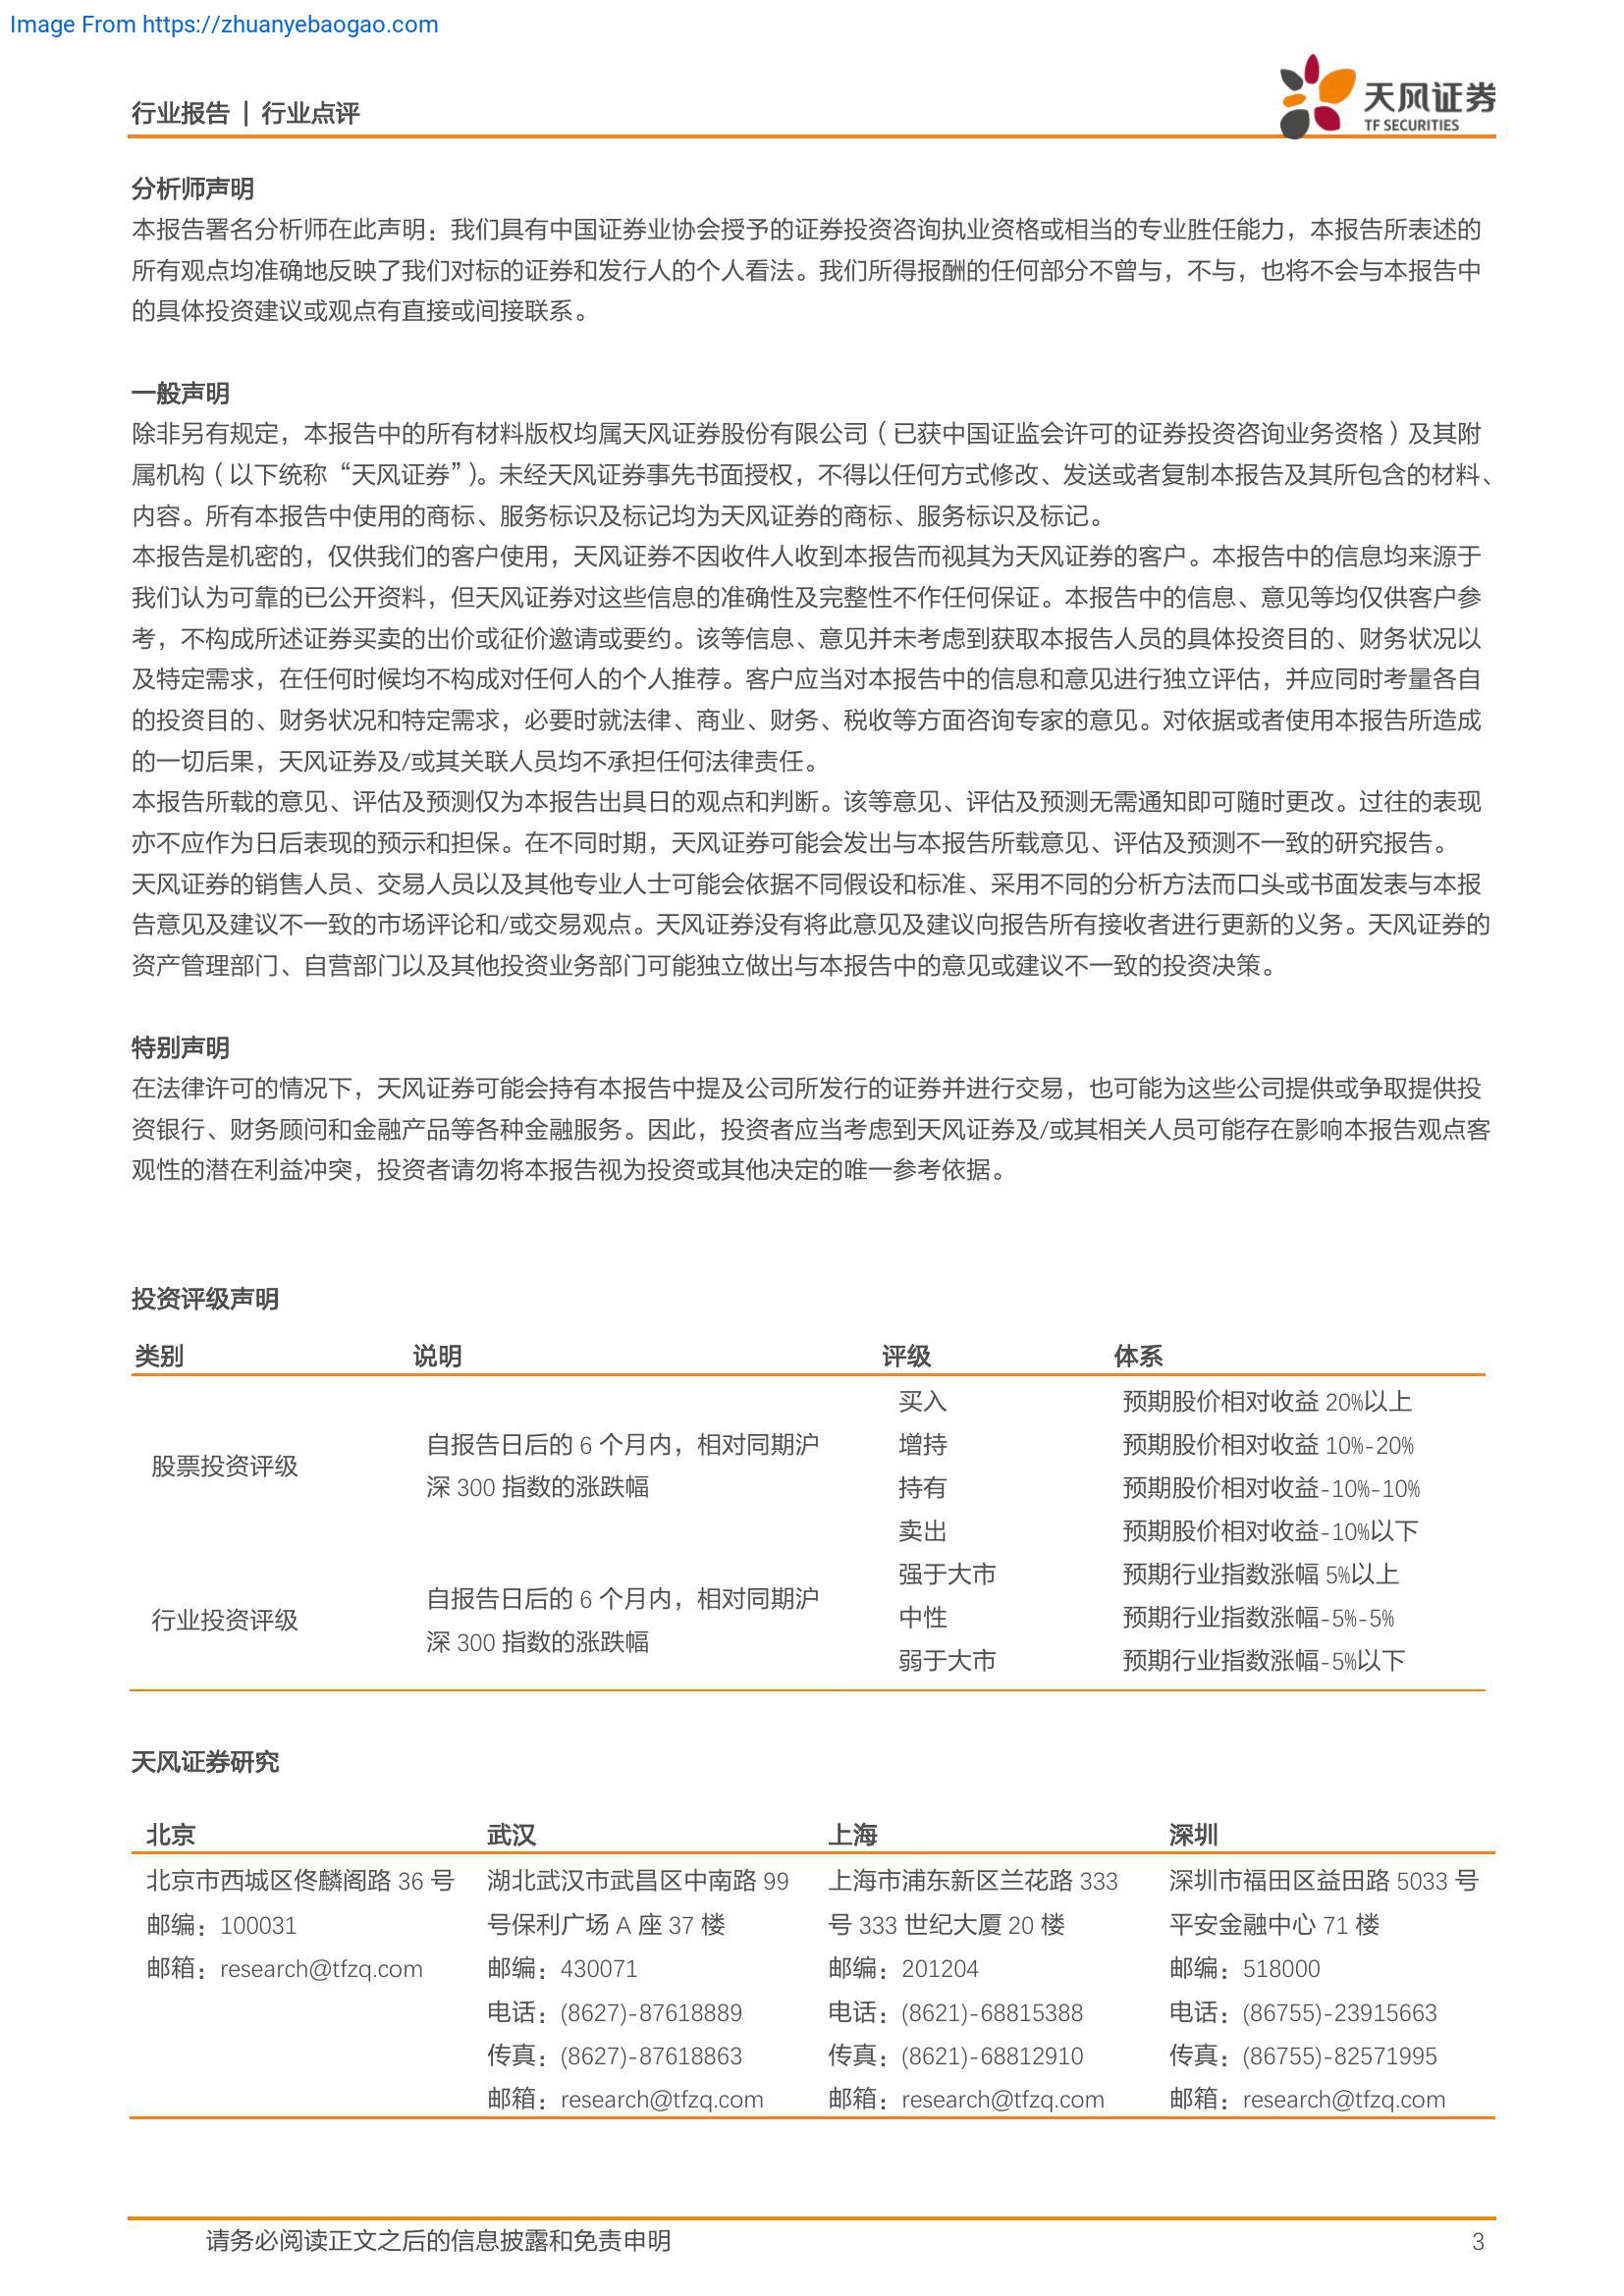 Image From https://zhuanyebaogao.com
行业报告 | 行业点评
天风证券
TF SECURITIES
分析师声明
本报告署名分析师在此声明：我们具有中国证券业协会授予的证券投资咨询执业资格或相当的专业胜任能力，本报告所表述的
所有观点均准确地反映了我们对标的证券和发行人的个人看法。我们所得报酬的任何部分不曾与，不与，也将不会与本报告中
的具体投资建议或观点有直接或间接联系。
一般声明
除非另有规定，本报告中的所有材料版权均属天风证券股份有限公司（已获中国证监会许可的证券投资咨询业务资格）及其附
属机构（以下统称“天风证券”）。未经天风证券事先书面授权，不得以任何方式修改、发送或者复制本报告及其所包含的材料、
内容。所有本报告中使用的商标、服务标识及标记均为天风证券的商标、服务标识及标记。
本报告是机密的，仅供我们的客户使用，天风证券不因收件人收到本报告而视其为天风证券的客户。本报告中的信息均来源于
我们认为可靠的已公开资料，但天风证券对这些信息的准确性及完整性不作任何保证。本报告中的信息、意见等均仅供客户参
考，不构成所述证券买卖的出价或征价邀请或要约。该等信息、意见并未考虑到获取本报告人员的具体投资目的、财务状况以
及特定需求，在任何时候均不构成对任何人的个人推荐。客户应当对本报告中的信息和意见进行独立评估，并应同时考量各自
的投资目的、财务状况和特定需求，必要时就法律、商业、财务、税收等方面咨询专家的意见。对依据或者使用本报告所造成
的一切后果，天风证券及/或其关联人员均不承担任何法律责任。
本报告所载的意见、评估及预测仅为本报告出具日的观点和判断。该等意见、评估及预测无需通知即可随时更改。过往的表现
亦不应作为日后表现的预示和担保。在不同时期，天风证券可能会发出与本报告所载意见、评估及预测不一致的研究报告。
天风证券的销售人员、交易人员以及其他专业人士可能会依据不同假设和标准、采用不同的分析方法而口头或书面发表与本报
告意见及建议不一致的市场评论和/或交易观点。天风证券没有将此意见及建议向报告所有接收者进行更新的义务。天风证券的
资产管理部门、自营部门以及其他投资业务部门可能独立做出与本报告中的意见或建议不一致的投资决策。
特别声明
在法律许可的情况下，天风证券可能会持有本报告中提及公司所发行的证券并进行交易，也可能为这些公司提供或争取提供投
资银行、财务顾问和金融产品等各种金融服务。因此，投资者应当考虑到天风证券及/或其相关人员可能存在影响本报告观点客
观性的潜在利益冲突，投资者请勿将本报告视为投资或其他决定的唯一参考依据。
投资评级声明
类别 说明 评级 体系
股票投资评级
自报告日后的 6 个月内，相对同期沪
深 300 指数的涨跌幅
买入 预期股价相对收益 20%以上
增持 预期股价相对收益 10%-20%
持有 预期股价相对收益-10%-10%
卖出 预期股价相对收益-10%以下
行业投资评级
自报告日后的 6 个月内，相对同期沪
深 300 指数的涨跌幅
强于大市 预期行业指数涨幅 5%以上
中性 预期行业指数涨幅-5%-5%
弱于大市 预期行业指数涨幅-5%以下
天风证券研究
北京 武汉 上海 深圳
北京市西城区佟麟阁路 36 号
邮编：100031
邮箱：research@tfzq.com
湖北武汉市武昌区中南路 99
号保利广场 A 座 37 楼
邮编：430071
电话：(8627)-87618889
传真：(8627)-87618863
邮箱：research@tfzq.com
上海市浦东新区兰花路 333
号 333 世纪大厦 20 楼
邮编：201204
电话：(8621)-68815388
传真：(8621)-68812910
邮箱：research@tfzq.com
深圳市福田区益田路 5033 号
平安金融中心 71 楼
邮编：518000
电话：(86755)-23915663
传真：(86755)-82571995
邮箱：research@tfzq.com
请务必阅读正文之后的信息披露和免责申明 3